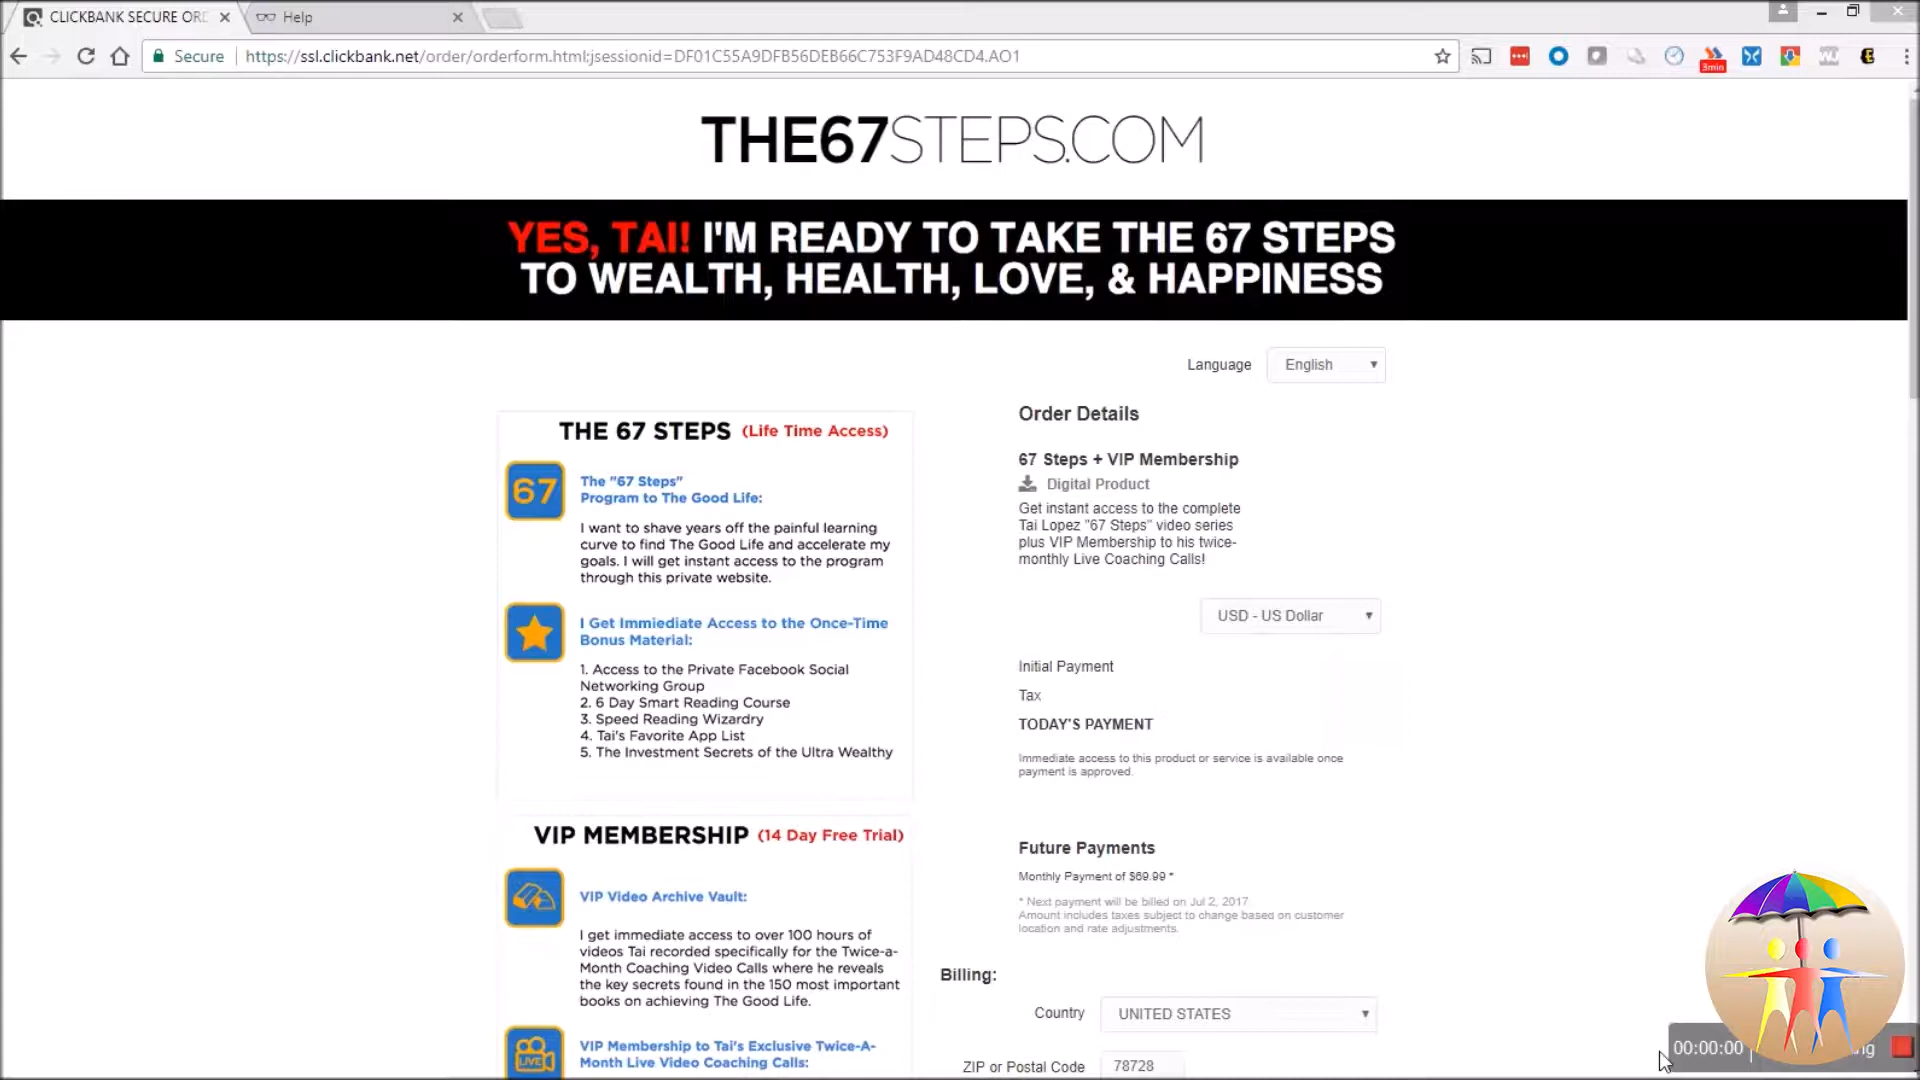 CLICKBANK SECURE ORD
Help
Secure
https://ssl.clickbank.net/order/orderform.html;jsessionid=DF01C55A9DFB56DEB66C753F9AD48CD4.AO1
3min
THE67STEPS.COM
YES, TAI! I'M READY TO TAKE THE 67 STEPS
TO WEALTH, HEALTH, LOVE, & HAPPINESS
Language
English
THE 67 STEPS (Life Time Access)
67
The "67 Steps"
Program to The Good Life:
I want to shave years off the painful learning
curve to find The Good Life and accelerate my
goals. I will get instant access to the program
through this private website.
I Get Immiediate Access to the Once-Time
Bonus Material:
1. Access to the Private Facebook Social
Networking Group
2. 6 Day Smart Reading Course
3. Speed Reading Wizardry
4. Tai's Favorite App List
5. The Investment Secrets of the Ultra Wealthy
VIP MEMBERSHIP (14 Day Free Trial)
VIP Video Archive Vault:
I get immediate access to over 100 hours of
videos Tai recorded specifically for the Twice-a-
Month Coaching Video Calls where he reveals
the key secrets found in the 150 most important
books on achieving The Good Life.
LIVE
VIP Membership to Tai's Exclusive Twice-A-
Month Live Video Coaching Calls:
Order Details
67 Steps + VIP Membership
Digital Product
Get instant access to the complete
Tai Lopez "67 Steps" video series
plus VIP Membership to his twice-
monthly Live Coaching Calls!
USD - US Dollar
Initial Payment
Tax
TODAY'S PAYMENT
Immediate access to this product or service is available once
payment is approved.
Future Payments
Monthly Payment of $69.99 *
* Next payment will be billed on Jul 2, 2017.
Amount includes taxes subject to change based on customer
location and rate adjustments.
Billing:
Country
UNITED STATES
ZIP or Postal Code
78728
00:00:00